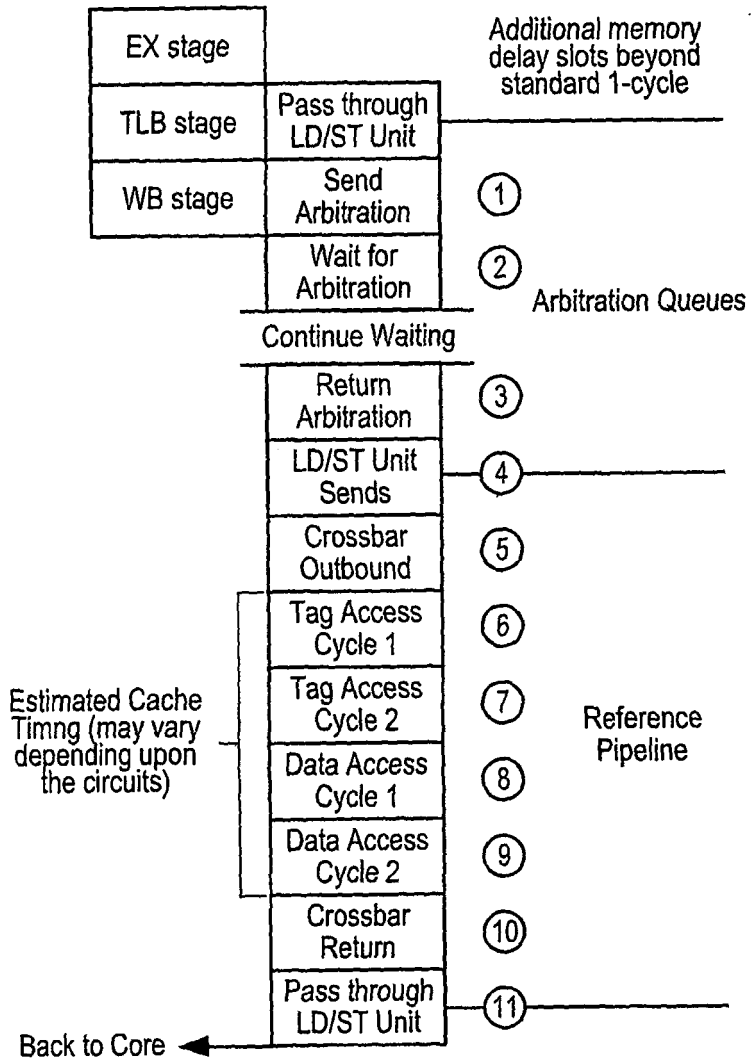 EX stage
Additional memory
delay slots beyond
standard 1-cycle
TLB stage
Pass through
LD/ST Unit
WB stage
Send
Arbitration
1
Wait for
Arbitration
2
Arbitration Queues
Continue Waiting
Return
Arbitration
3
LD/ST Unit
Sends
4
Crossbar
Outbound
5
Tag Access
Cycle 1
6
Tag Access
Cycle 2
7
Estimated Cache
Timng (may vary
depending upon
the circuits)
Reference
Pipeline
Data Access
Cycle 1
8
Data Access
Cycle 2
9
Crossbar
Return
10
Pass through
LD/ST Unit
11
Back to Core